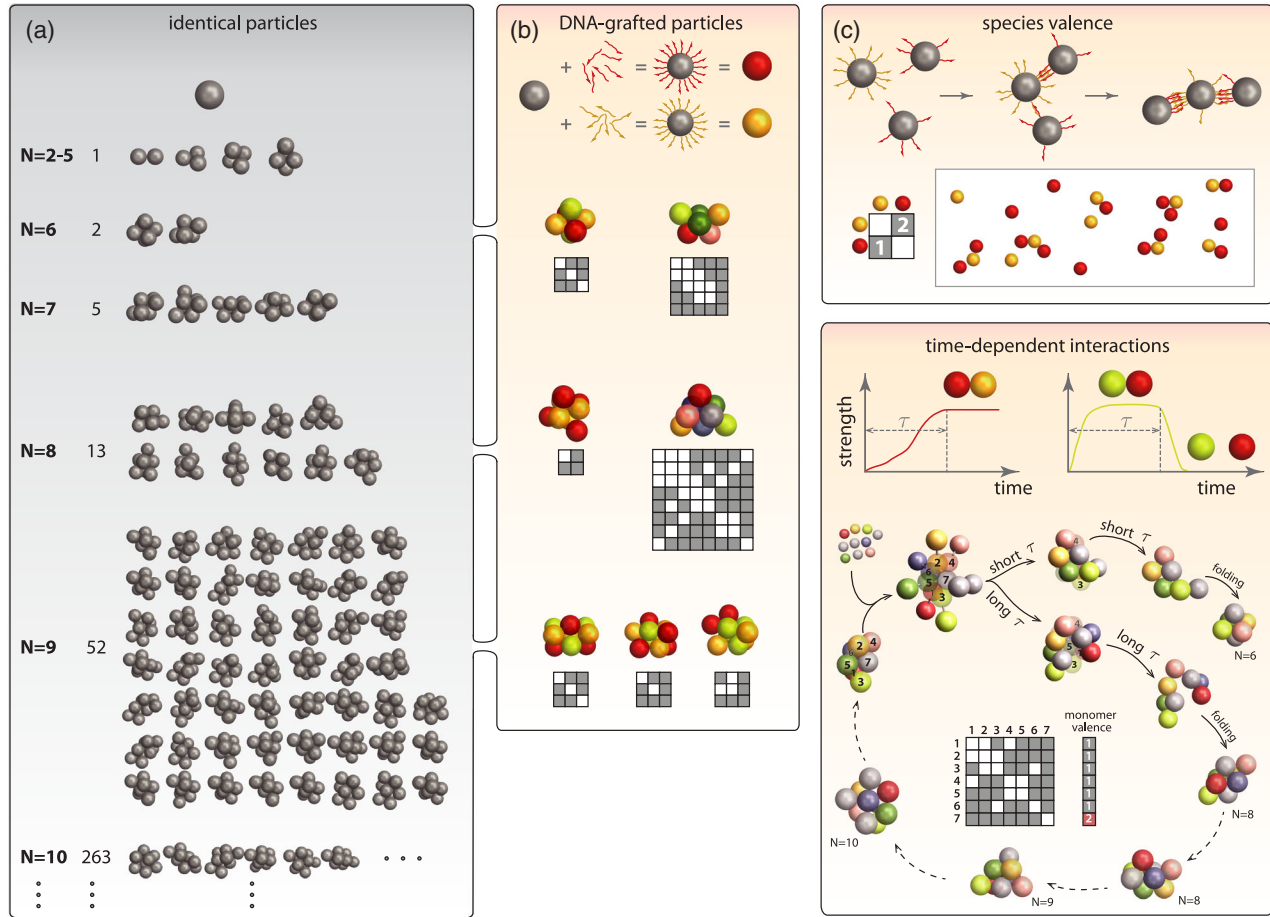 (a)
identical particles
N=2-5 1
N=6 2
N=7 5
N=8 13
N=9 52
N=10 263
(b)
DNA-grafted particles
+ = =
+ = =
(c)
species valence
2
1
time-dependent interactions
strength
τ
time
τ
time
short τ
short τ
folding
N=6
long τ
long τ
folding
N=8
N=8
N=9
N=10
2 4
6
5 7
1
3
2 4
6
5 7
1
3
4
3
4
5
3
monomer
valence
1 2 3 4 5 6 7
1 1
2 1
3 1
4 1
5 1
6 1
7 2